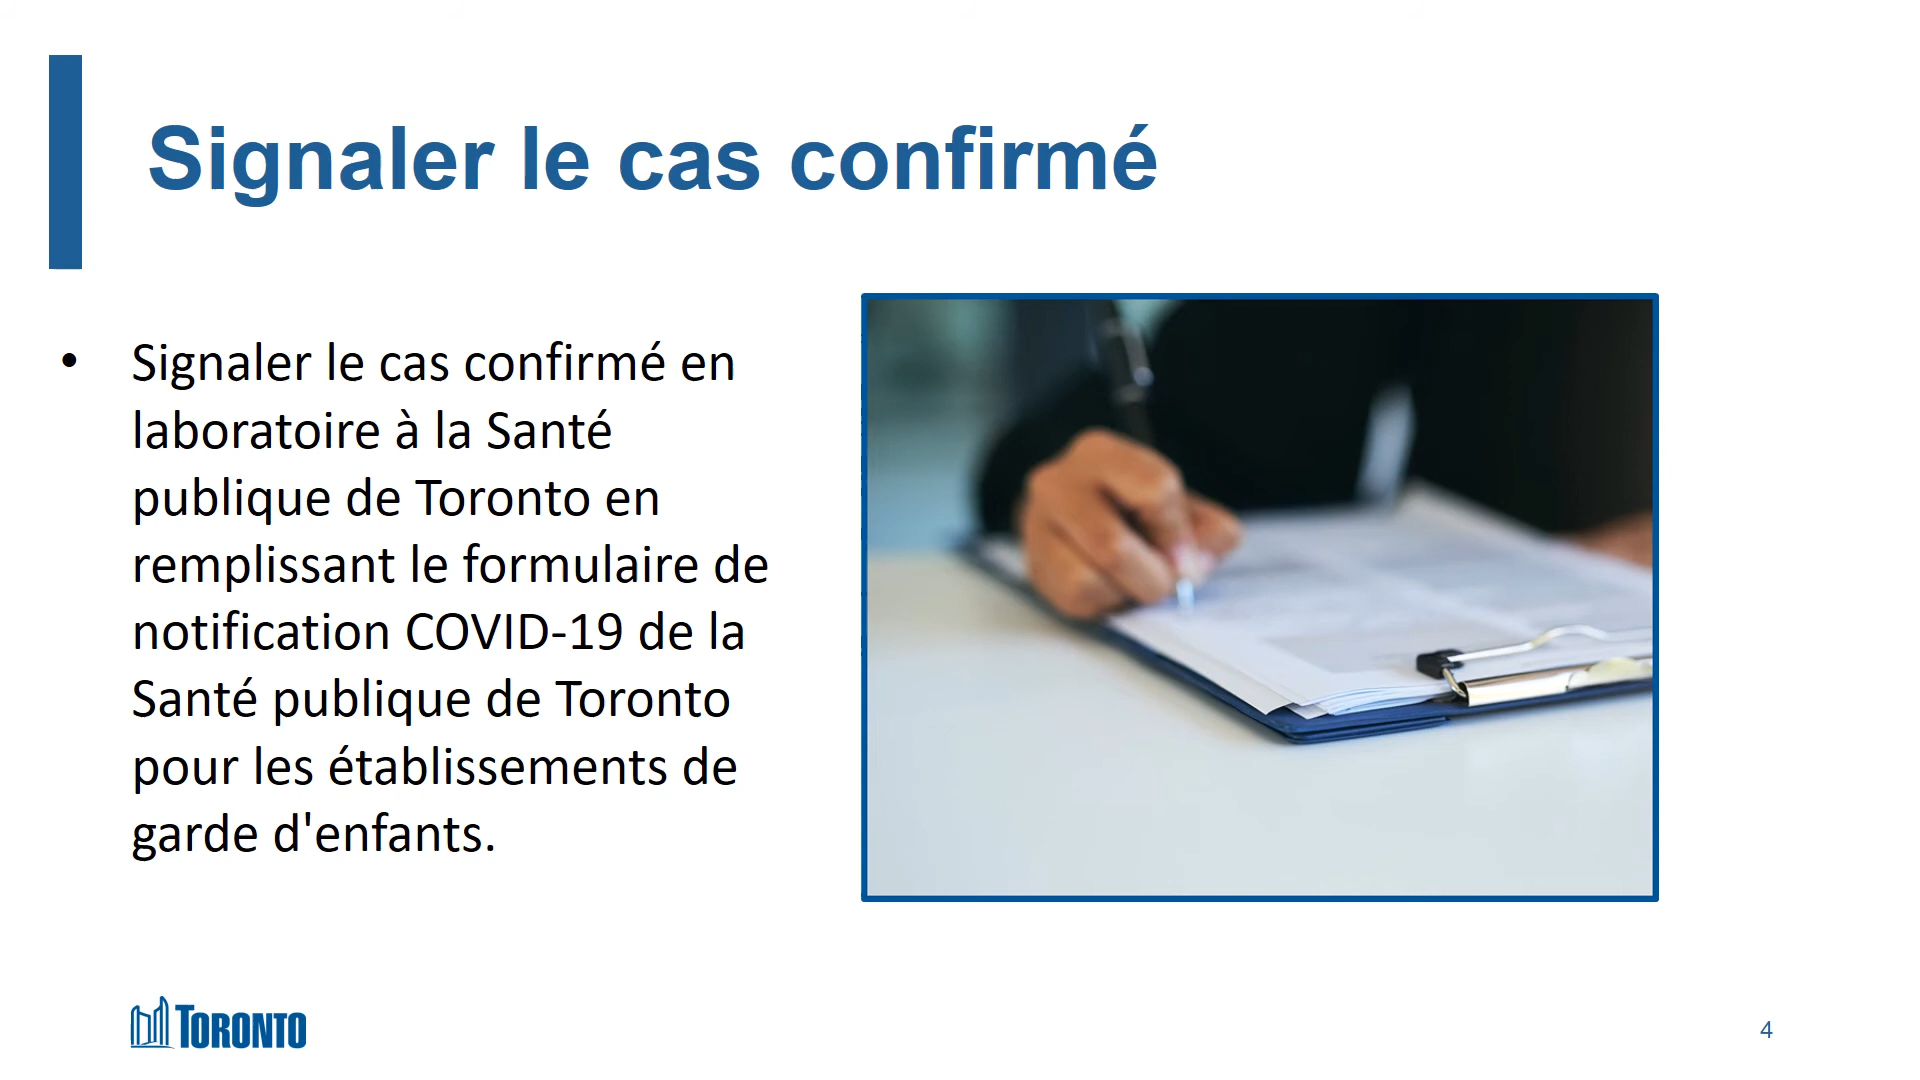 Signaler le cas confirmé
• Signaler le cas confirmé en
laboratoire à la Santé
publique de Toronto en
remplissant le formulaire de
notification COVID-19 de la
Santé publique de Toronto
pour les établissements de
garde d'enfants.
TORONTO
4